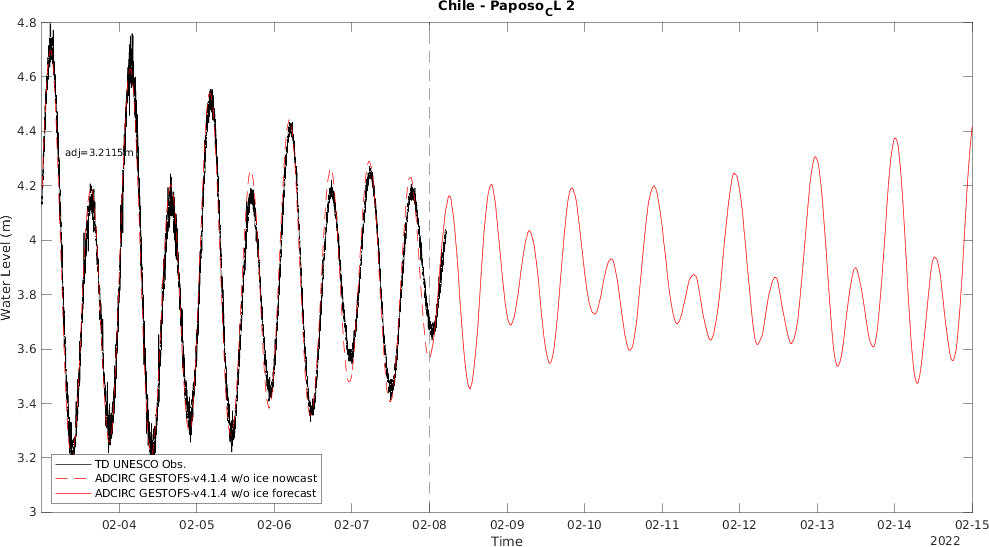 Chile - PaposoCL 2
4.8
4.6
4.4
adj=3.2115m
4.2
4
3.8
3.6
3.4
3.2
3
Water Level (m)
TD UNESCO Obs.
ADCIRC GESTOFS-v4.1.4 w/o ice nowcast
ADCIRC GESTOFS-v4.1.4 w/o ice forecast
02-04 02-05 02-06 02-07 02-08 02-09 02-10 02-11 02-12 02-13 02-14 02-15
Time
2022